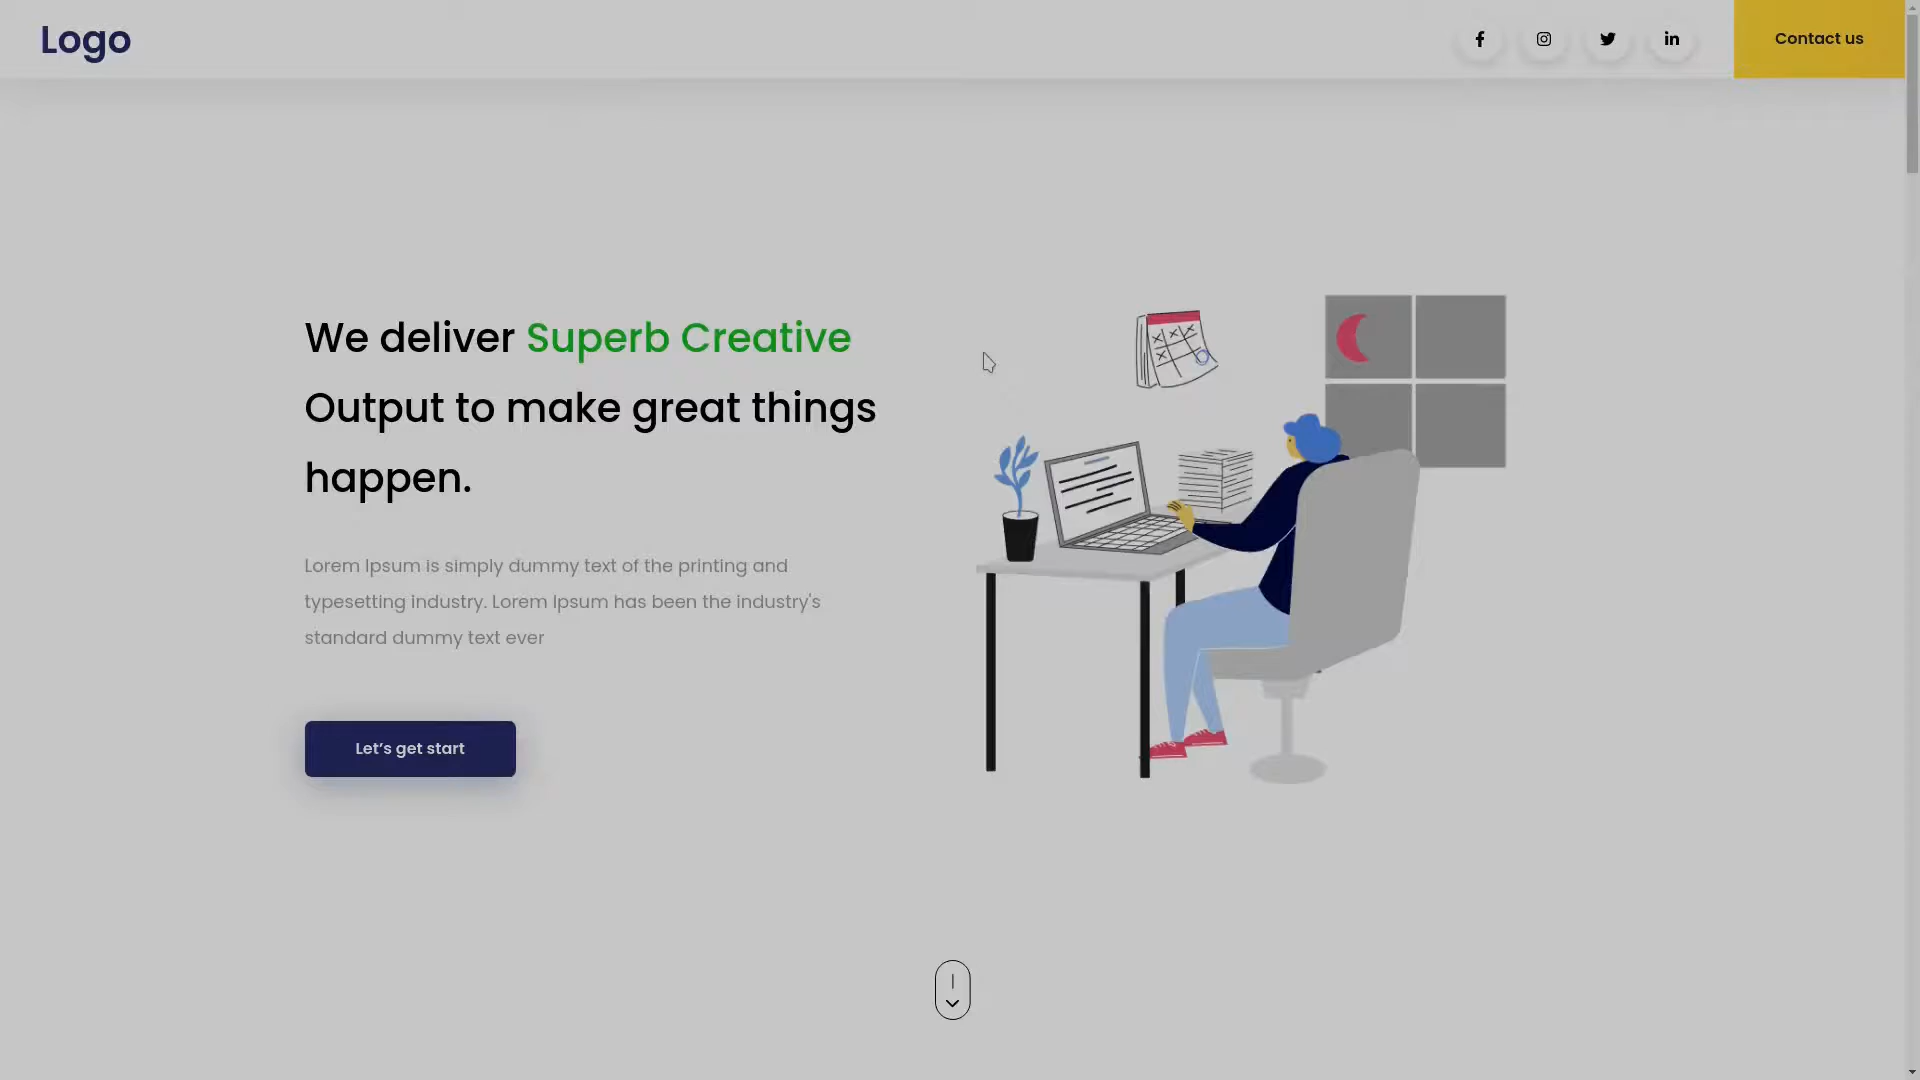 Logo
Contact us
We deliver Superb Creative
Output to make great things
happen.
Lorem Ipsum is simply dummy text of the printing and
typesetting industry. Lorem Ipsum has been the industry's
standard dummy text ever
Let’s get start